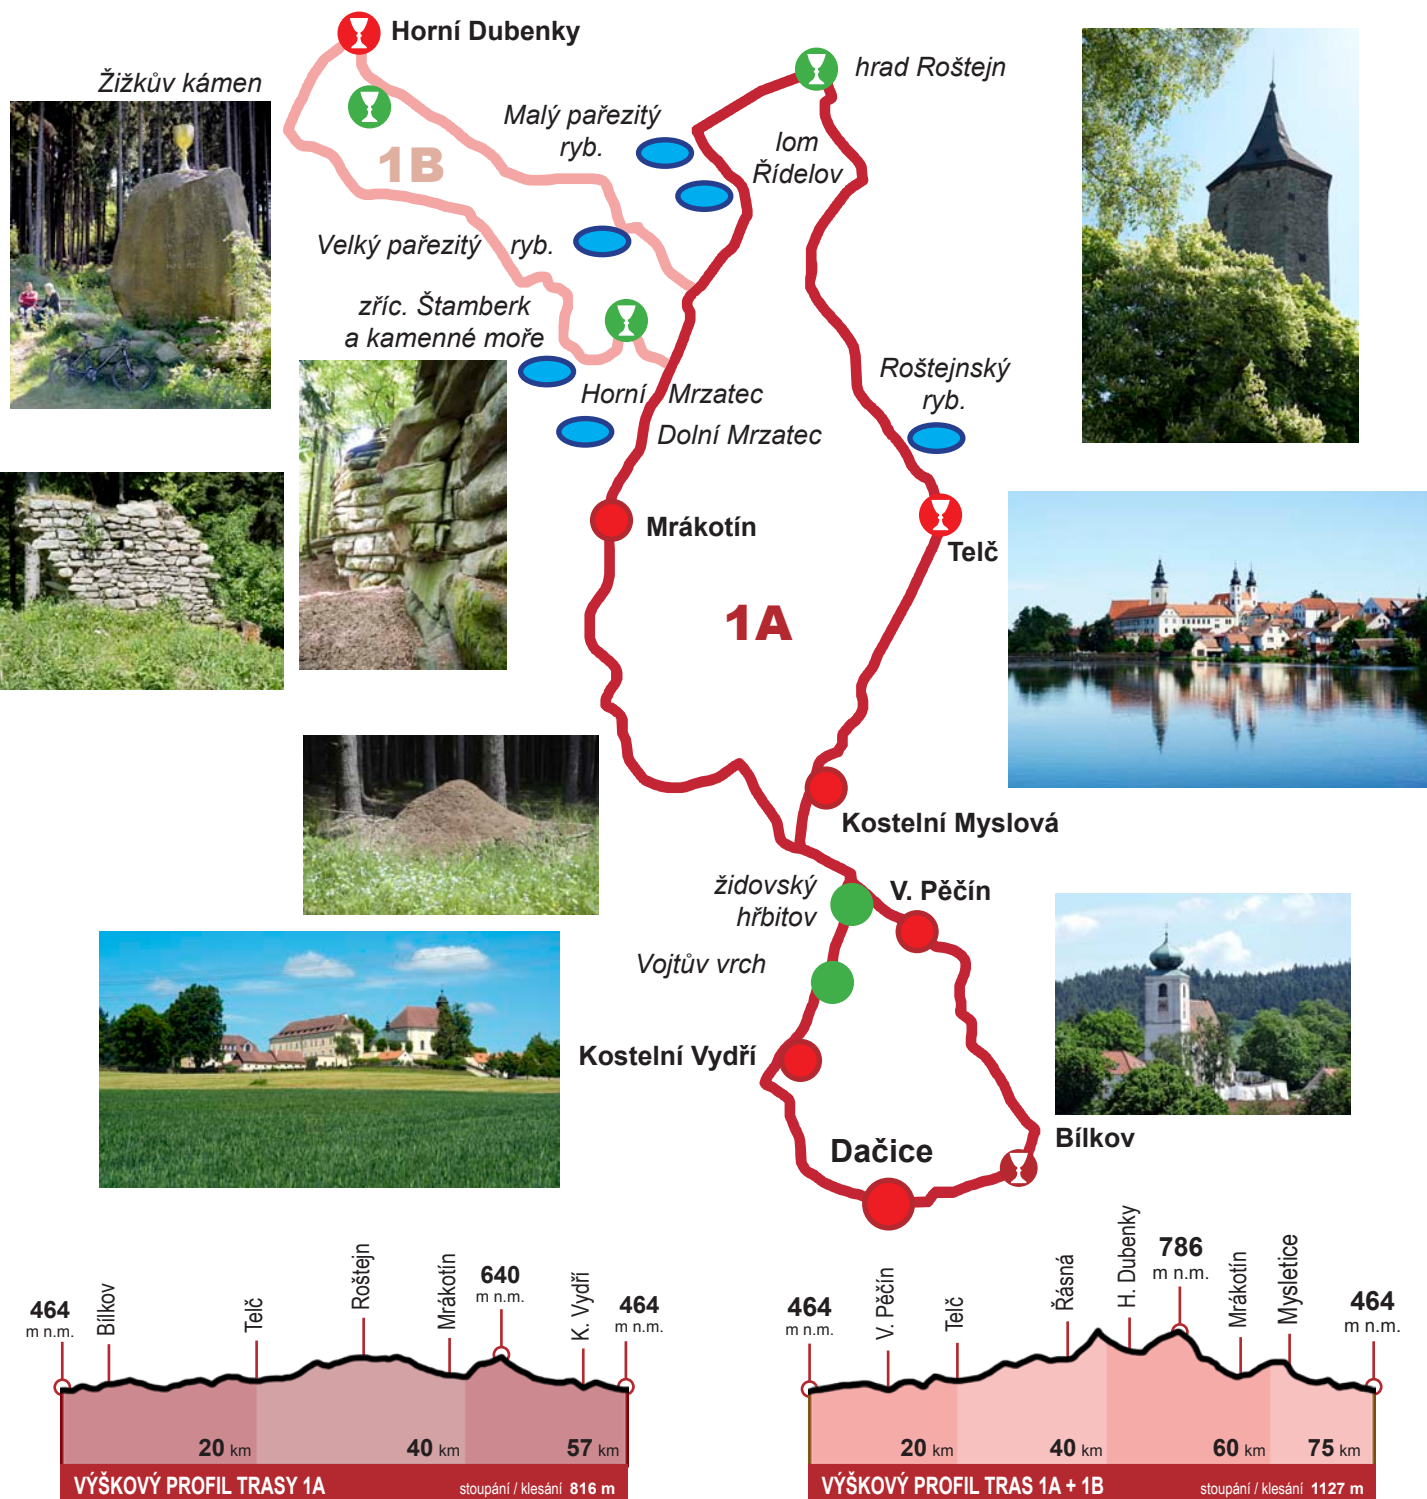 Horní Dubenky
Žižkův kámen
hrad Roštejn
Malý pařezitý
ryb.
lom
Řídelov
1B
Velký pařezitý ryb.
zříc. Štamberk
a kamenné moře
Roštejnský
ryb.
Horní Mrzatec
Dolní Mrzatec
Mrákotín
Telč
1A
Kostelní Myslová
židovský
hřbitov
V. Pěčín
Vojtův vrch
Kostelní Vydří
Dačice
Bílkov
464
m n.m.
Bílkov
Telč
Roštejn
Mrákotín
640
m n.m.
K. Vydří
464
m n.m.
20 km
40 km
57 km
VÝŠKOVÝ PROFIL TRASY 1A
stoupání / klesání 816 m
464
m n.m.
V. Pěčín
Telč
Řásná
H. Dubenky
786
m n.m.
Mrákotín
Mysletice
464
m n.m.
20 km
40 km
60 km
75 km
VÝŠKOVÝ PROFIL TRAS 1A + 1B
stoupání / klesání 1127 m